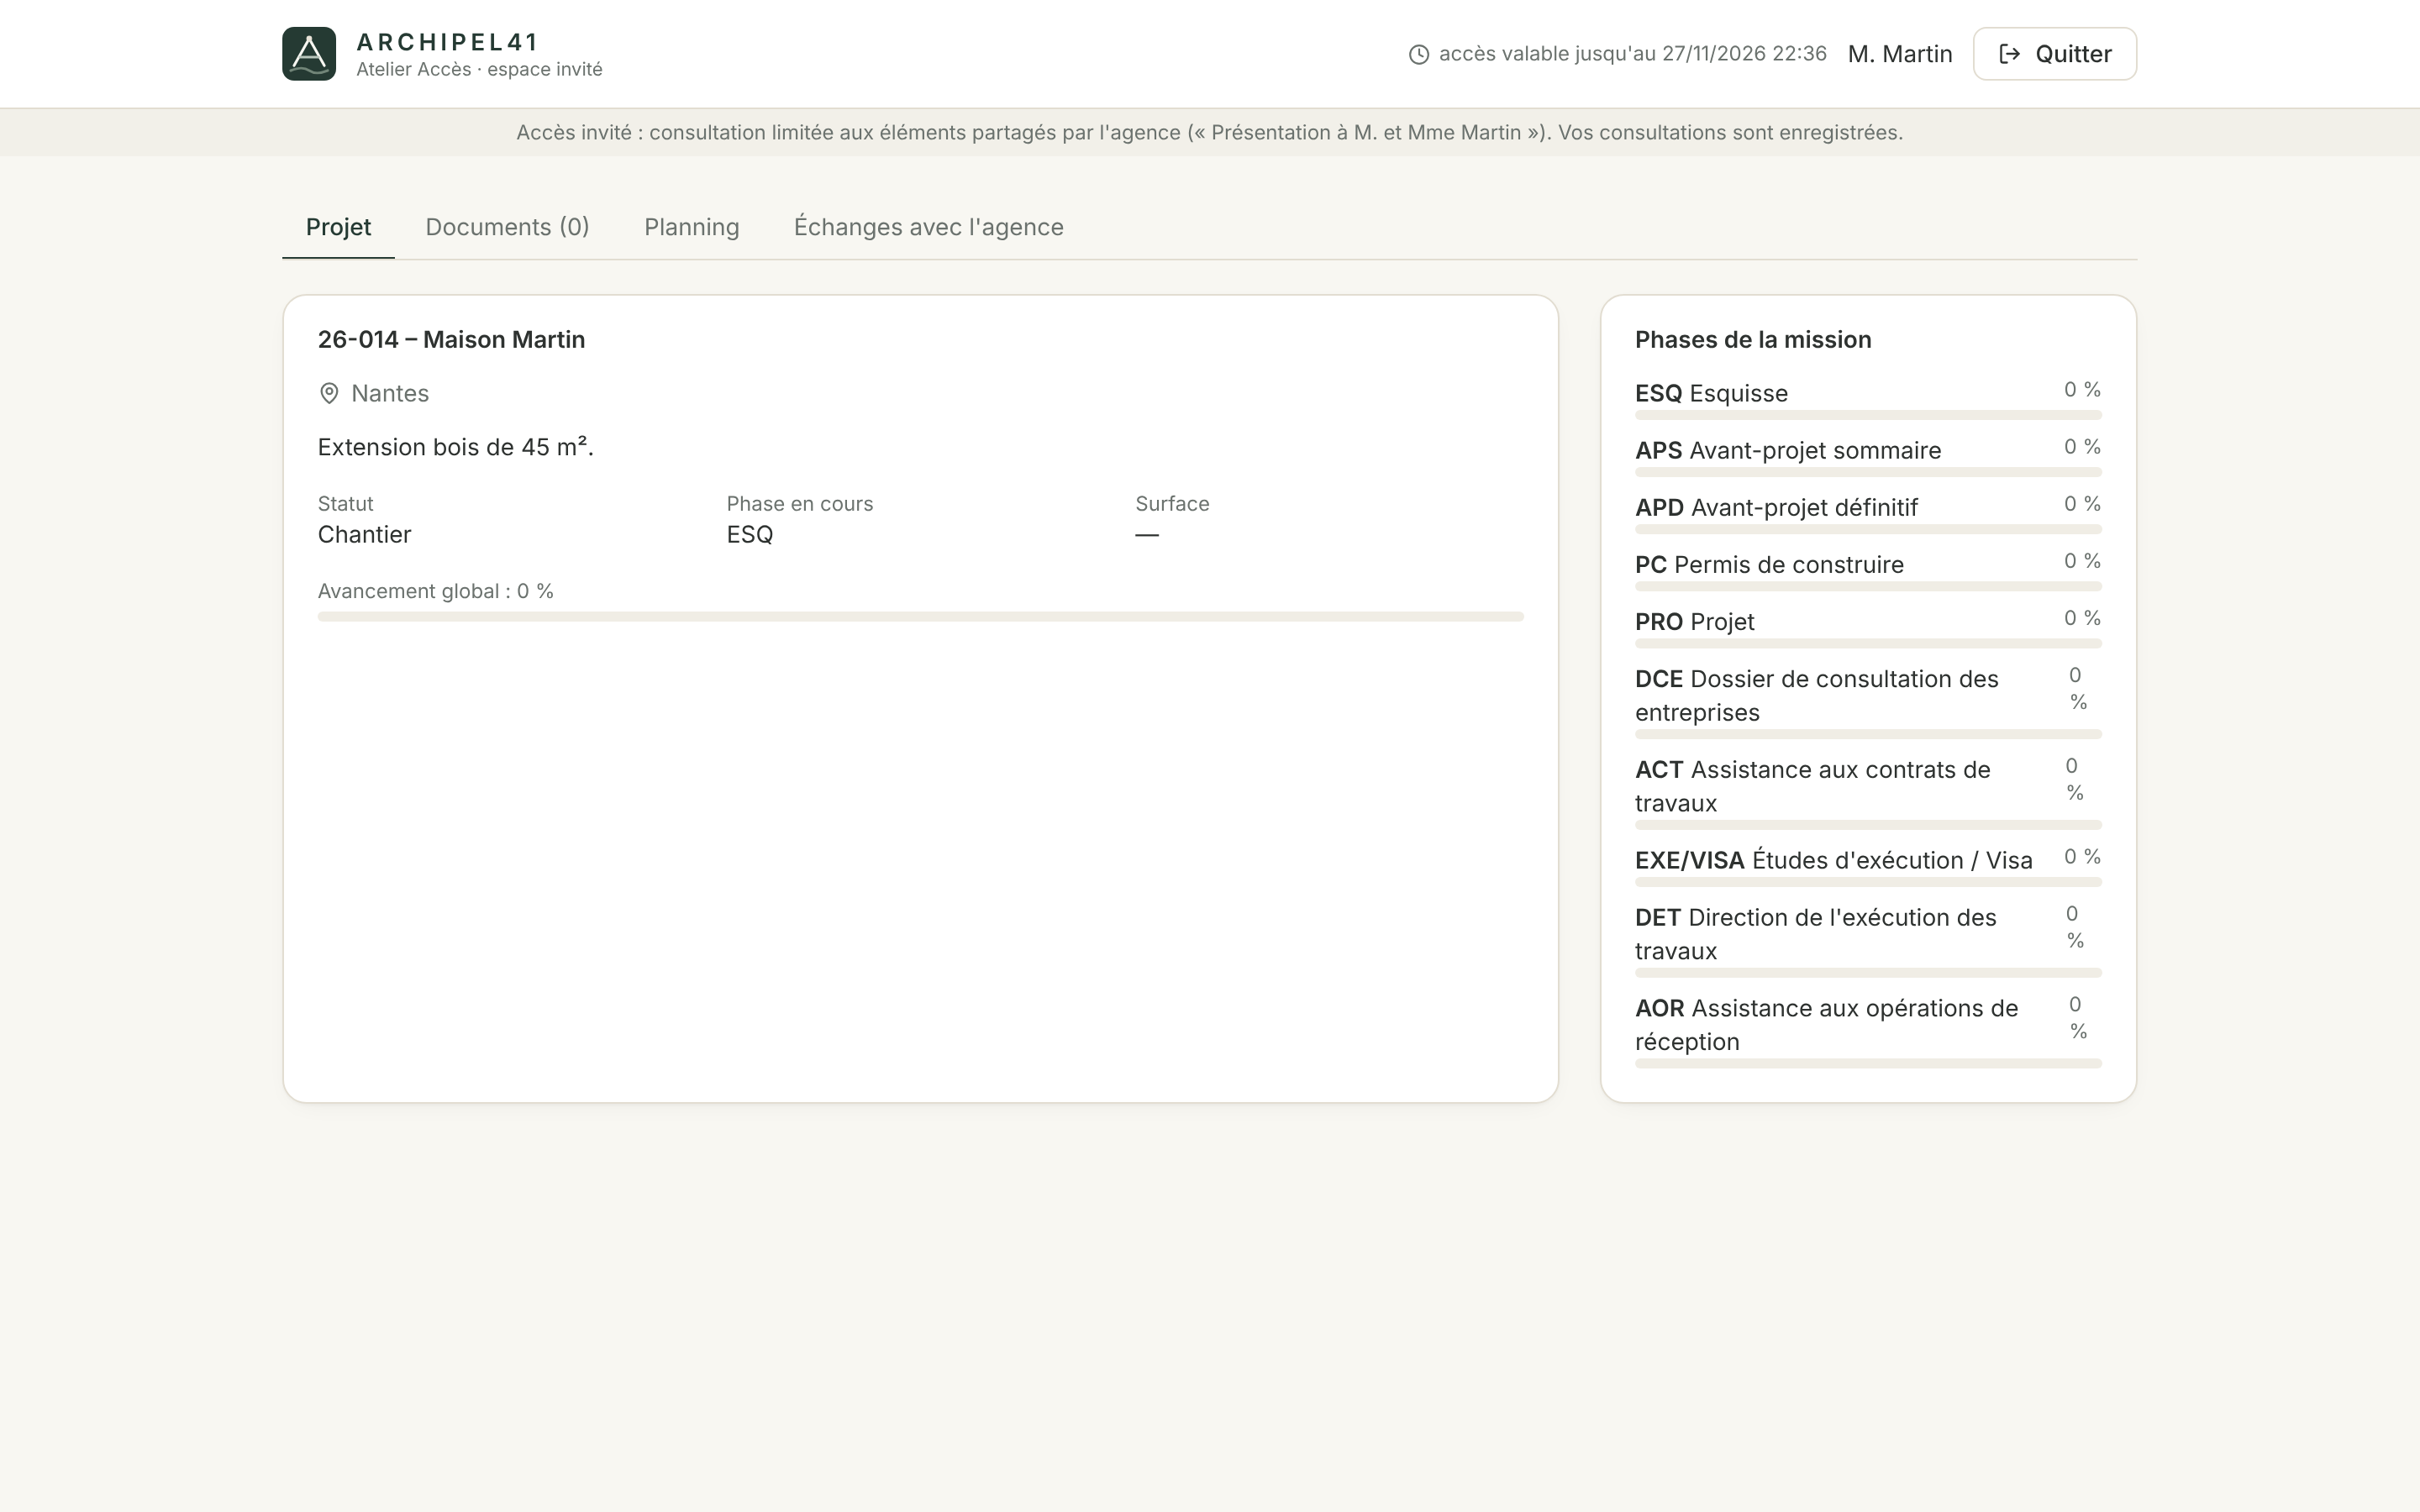 ARCHIPEL41
Atelier Accès · espace invité
accès valable jusqu'au 27/11/2026 22:36
M. Martin
Quitter
Accès invité : consultation limitée aux éléments partagés par l'agence (« Présentation à M. et Mme Martin »). Vos consultations sont enregistrées.
Projet
Documents (0)
Planning
Échanges avec l'agence
26-014 – Maison Martin
Nantes
Extension bois de 45 m².
Statut
Chantier
Phase en cours
ESQ
Surface
—
Avancement global : 0 %
Phases de la mission
ESQ Esquisse 0 %
APS Avant-projet sommaire 0 %
APD Avant-projet définitif 0 %
PC Permis de construire 0 %
PRO Projet 0 %
DCE Dossier de consultation des
entreprises
0
%
ACT Assistance aux contrats de
travaux
0
%
EXE/VISA Études d'exécution / Visa 0 %
DET Direction de l'exécution des
travaux
0
%
AOR Assistance aux opérations de
réception
0
%